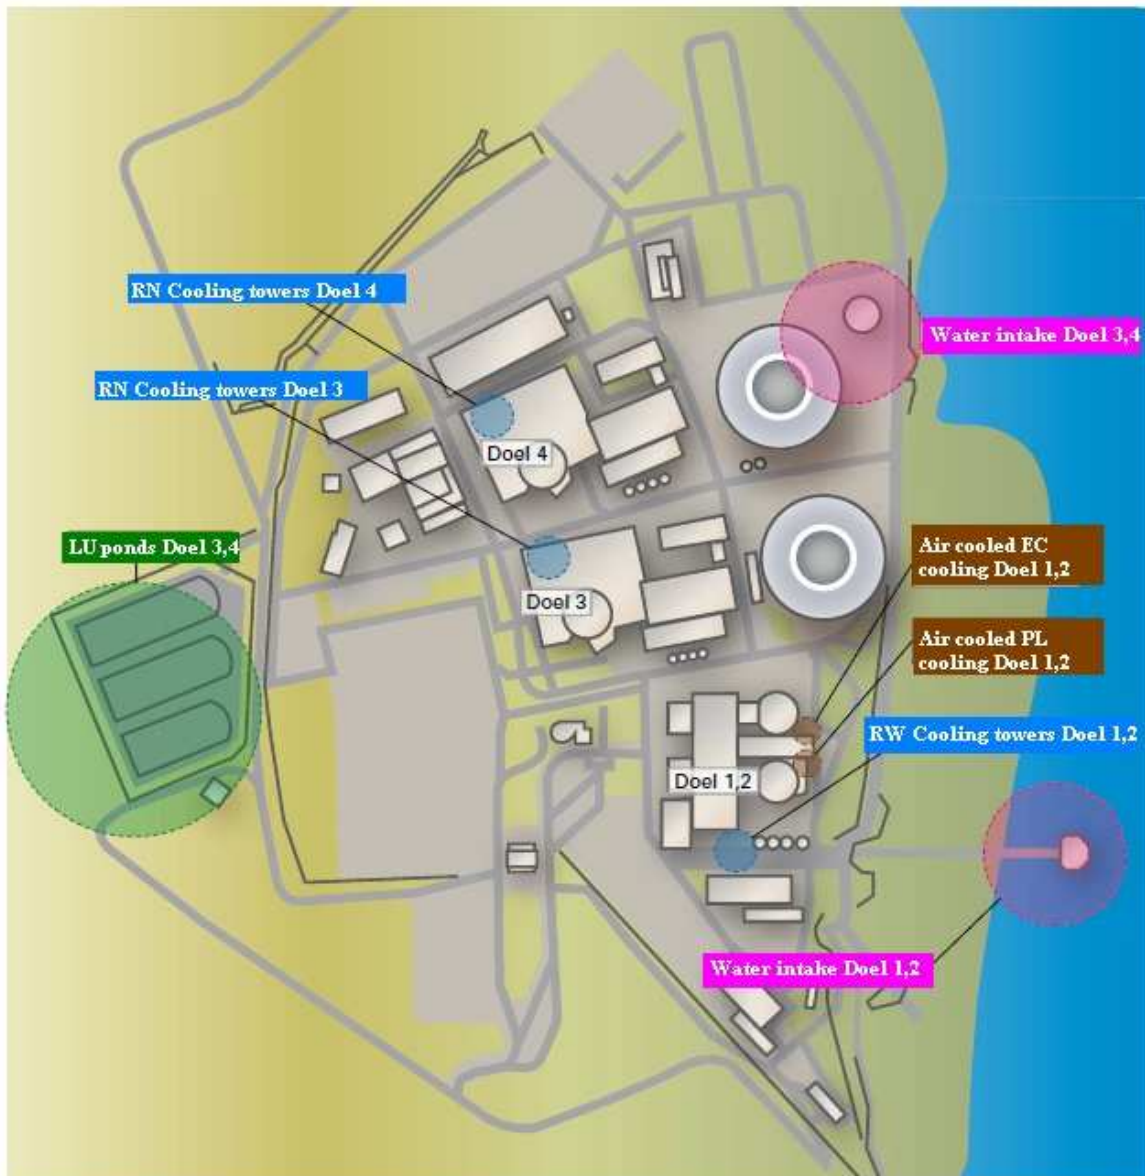 RN Cooling towers Doel 4
Water intake Doel 3,4
RN Cooling towers Doel 3
Doel 4
LU ponds Doel 3,4
Air cooled EC
cooling Doel 1,2
Doel 3
Air cooled PL
cooling Doel 1,2
RW Cooling towers Doel 1,2
Doel 1,2
Water intake Doel 1,2